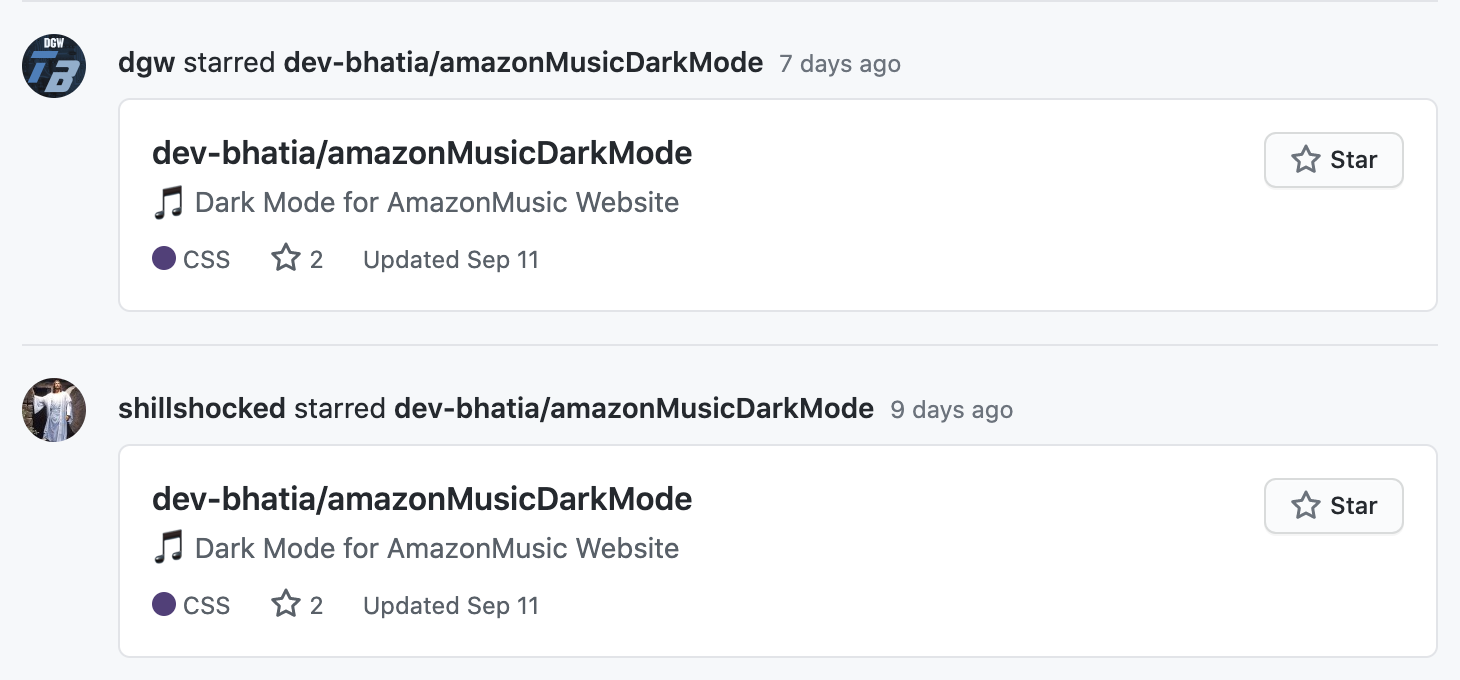 DGW
TB
dgw starred dev-bhatia/amazonMusicDarkMode 7 days ago
dev-bhatia/amazonMusicDarkMode
Star
🎵 Dark Mode for AmazonMusic Website
CSS 2 Updated Sep 11
shillshocked starred dev-bhatia/amazonMusicDarkMode 9 days ago
dev-bhatia/amazonMusicDarkMode
Star
🎵 Dark Mode for AmazonMusic Website
CSS 2 Updated Sep 11